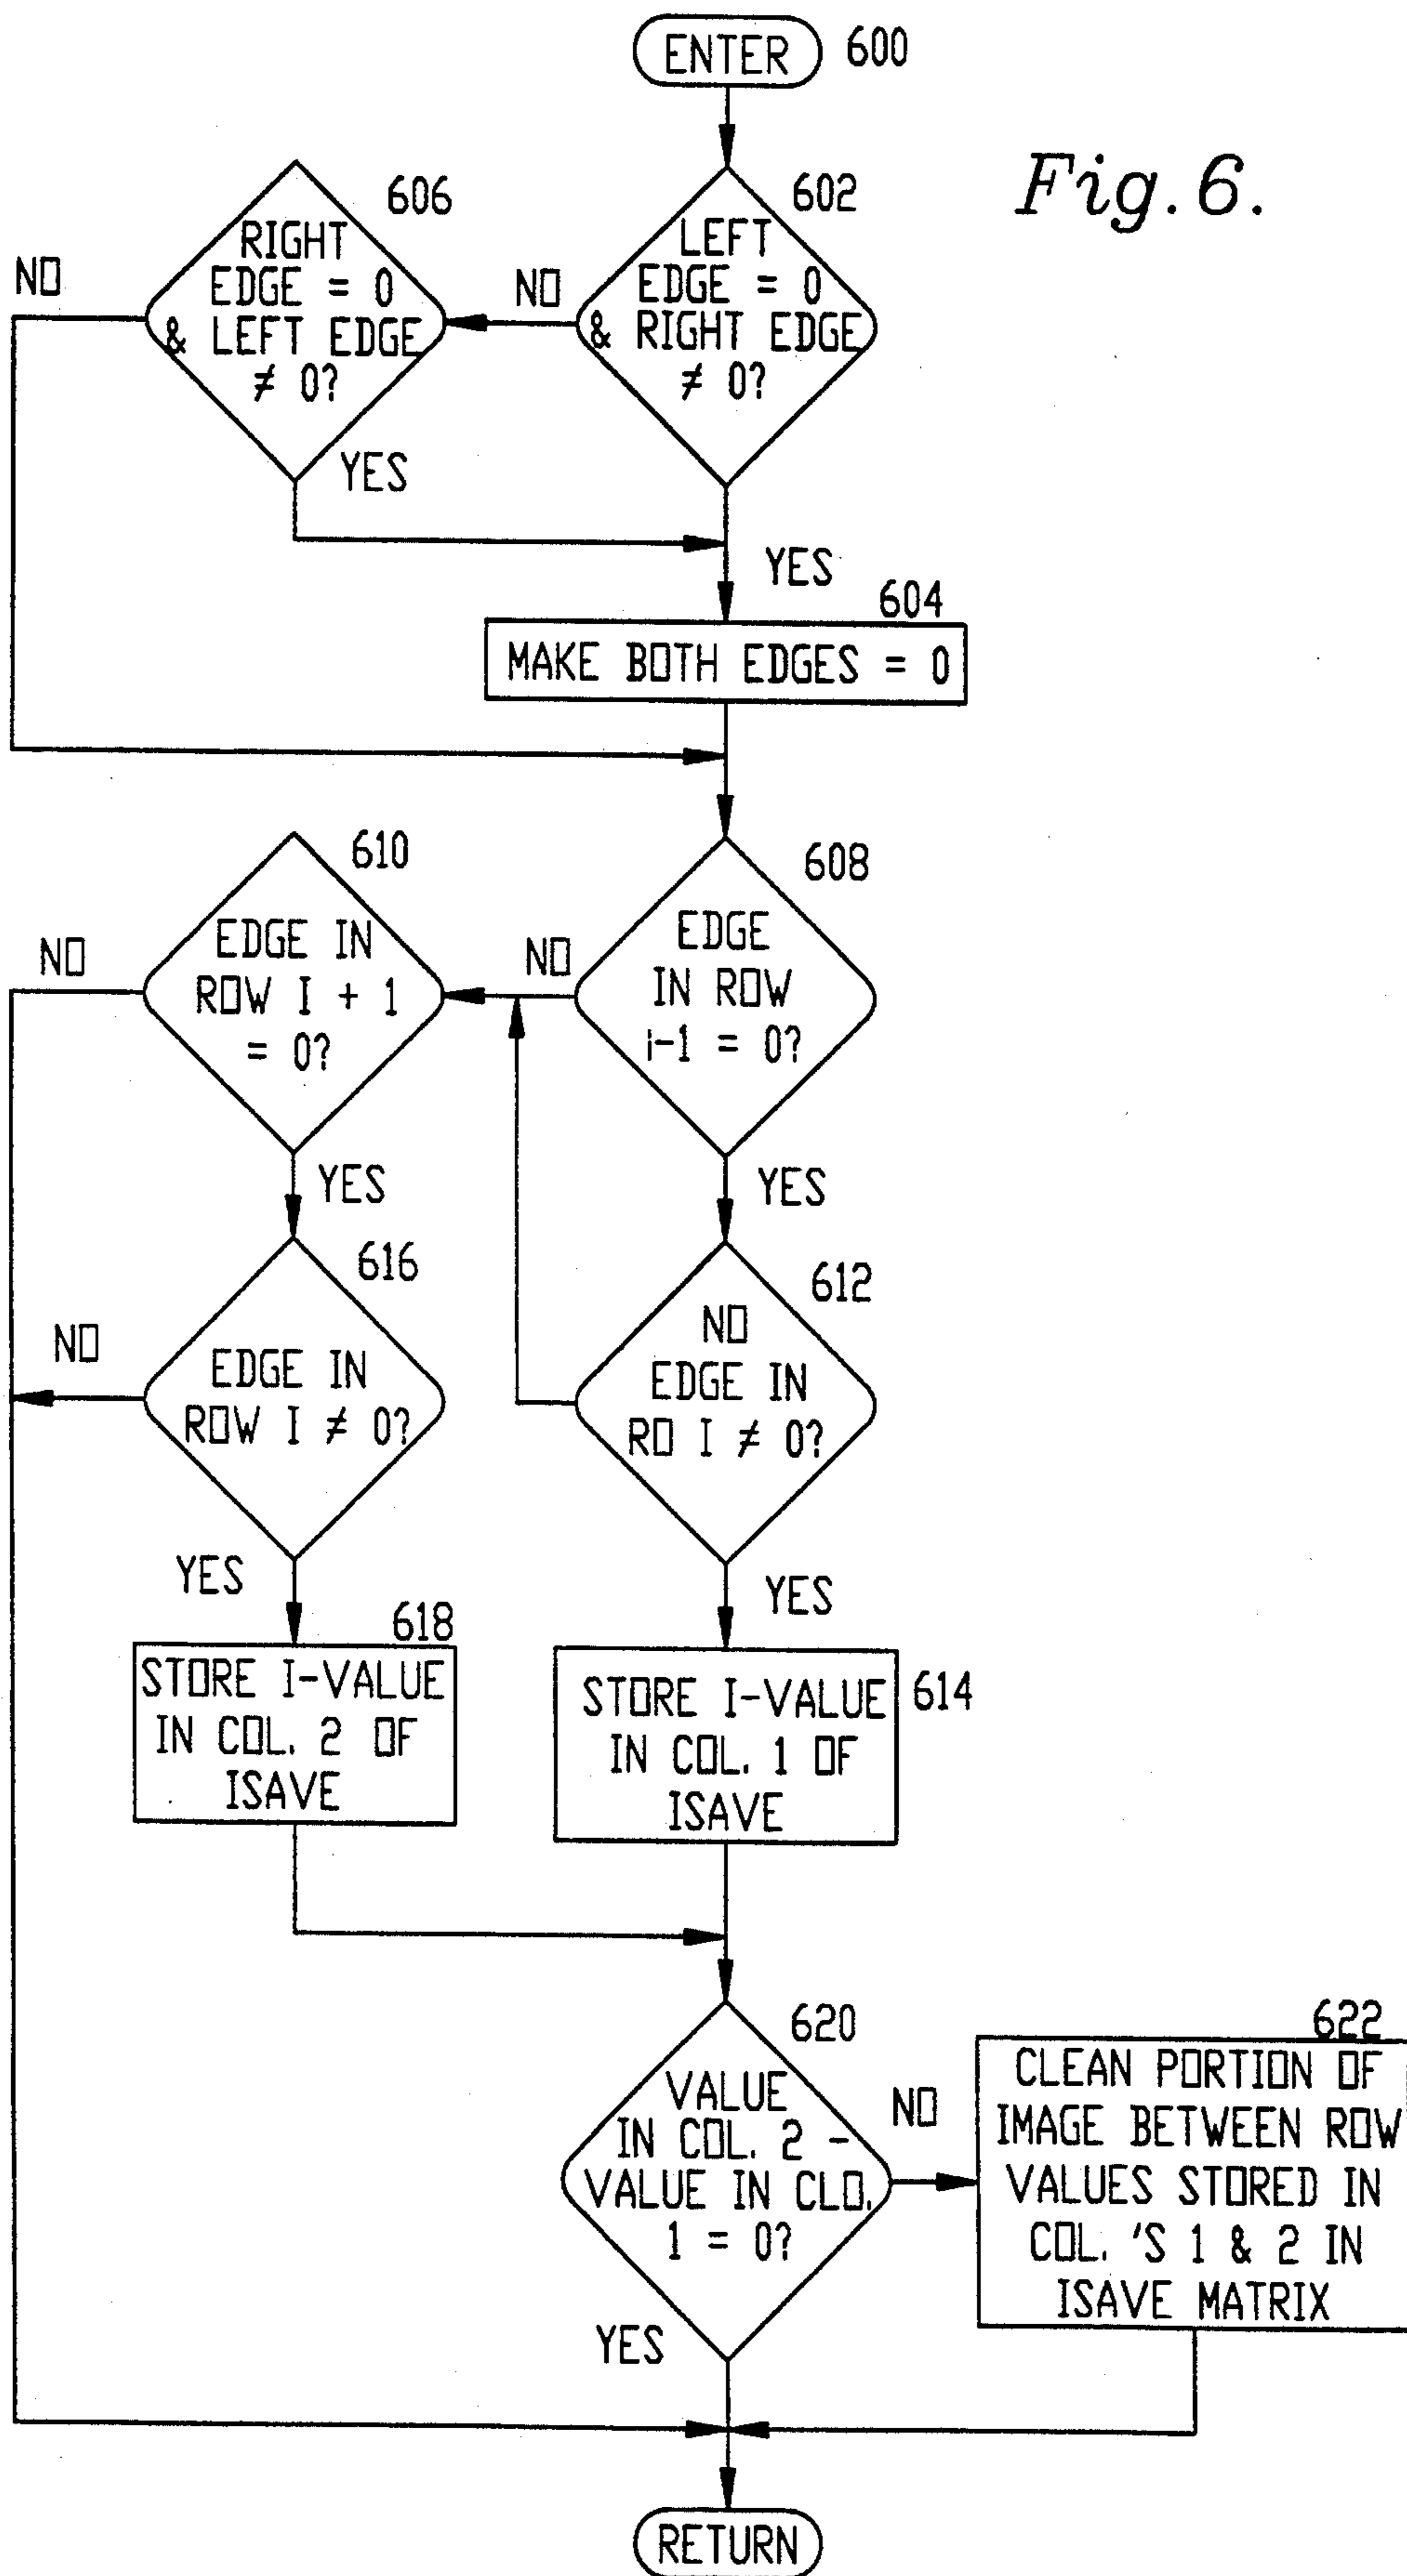 ENTER 600
Fig. 6.
602
LEFT
EDGE = 0
& RIGHT EDGE
≠ 0?
NO
606
RIGHT
EDGE = 0
& LEFT EDGE
≠ 0?
NO
YES
YES
604
MAKE BOTH EDGES = 0
608
EDGE
IN ROW
i-1 = 0?
NO
610
EDGE IN
ROW I + 1
= 0?
NO
YES
YES
612
NO
EDGE IN
RO I ≠ 0?
616
EDGE IN
ROW I ≠ 0?
NO
YES
YES
618
STORE I-VALUE
IN COL. 2 OF
ISAVE
614
STORE I-VALUE
IN COL. 1 OF
ISAVE
620
VALUE
IN COL. 2 -
VALUE IN CLO.
1 = 0?
NO
622
CLEAN PORTION OF
IMAGE BETWEEN ROW
VALUES STORED IN
COL. 'S 1 & 2 IN
ISAVE MATRIX
YES
RETURN